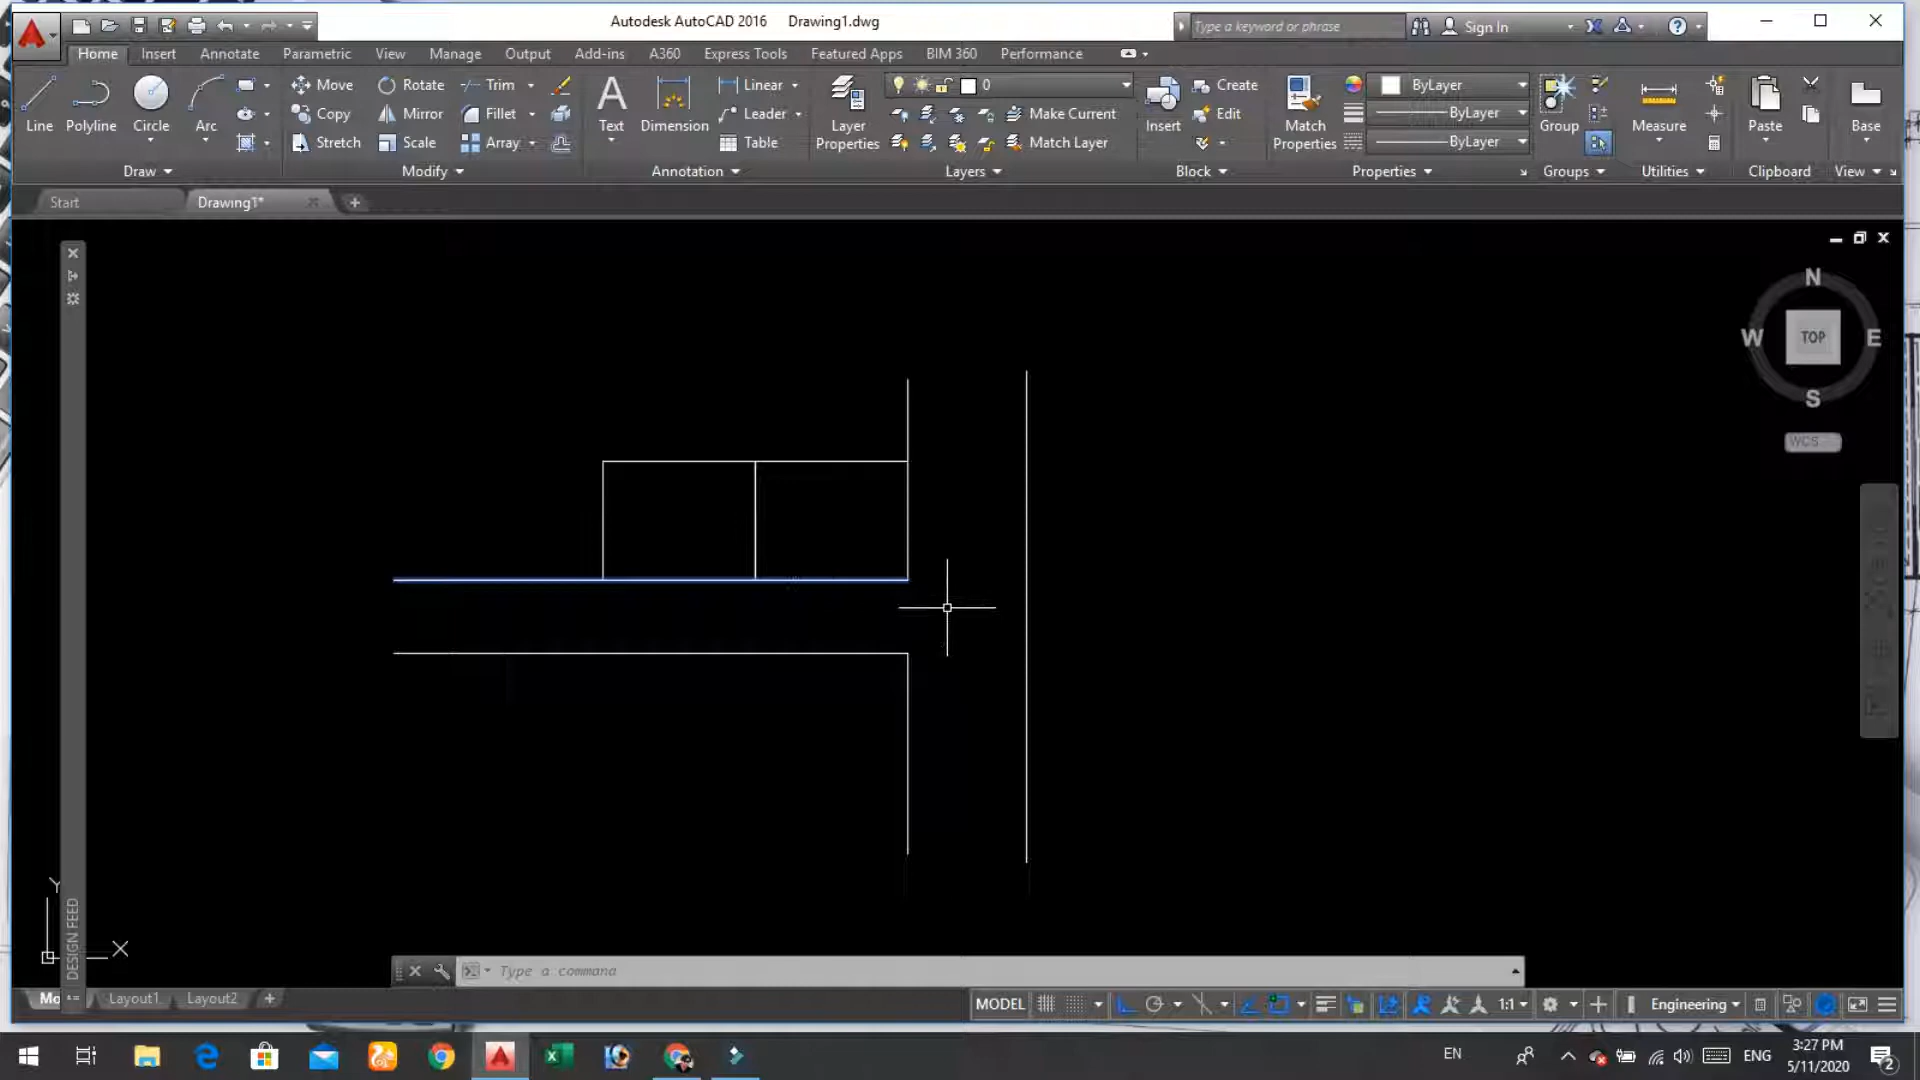 Autodesk AutoCAD 2016 Drawing1.dwg
Type a keyword or phrase
Sign In
Home Insert Annotate Parametric View Manage Output Add-ins A360 Express Tools Featured Apps BIM 360 Performance
Line Polyline Circle Arc
Move Rotate Trim
Copy Mirror Fillet
Stretch Scale Array
Text Dimension
Linear
Leader
Table
Layer Properties
0
Make Current
Match Layer
Insert
Create
Edit
Match Properties
ByLayer
ByLayer
ByLayer
Group
Measure
Paste
Base
Draw Modify Annotation Layers Block Properties Groups Utilities Clipboard View
Start Drawing1*
N
W TOP E
S
WCS
Y
X
DESIGN FEED
Type a command
Mo Layout1 Layout2
MODEL 1:1 Engineering
EN ENG
3:27 PM
5/11/2020
2